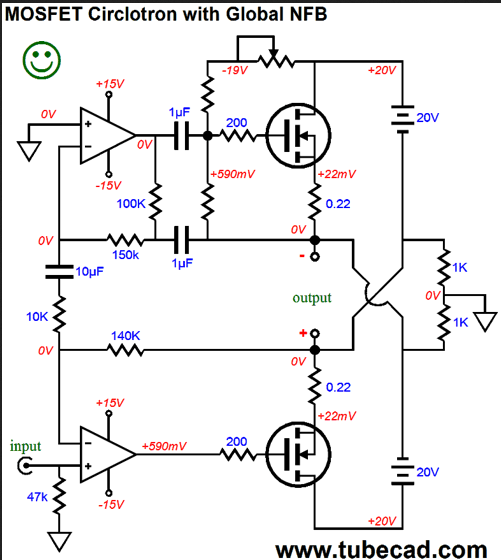 MOSFET Circlotron with Global NFB
-19V
+20V
+15V
0V
1µF
200
20V
0V
-15V
+590mV
+22mV
100K
0.22
0V
0V
150k
1µF
-
1K
10µF
output
0V
10K
+
1K
140K
0V
0V
0.22
+15V
+22mV
input
+590mV
200
47k
-15V
20V
+20V
www.tubecad.com